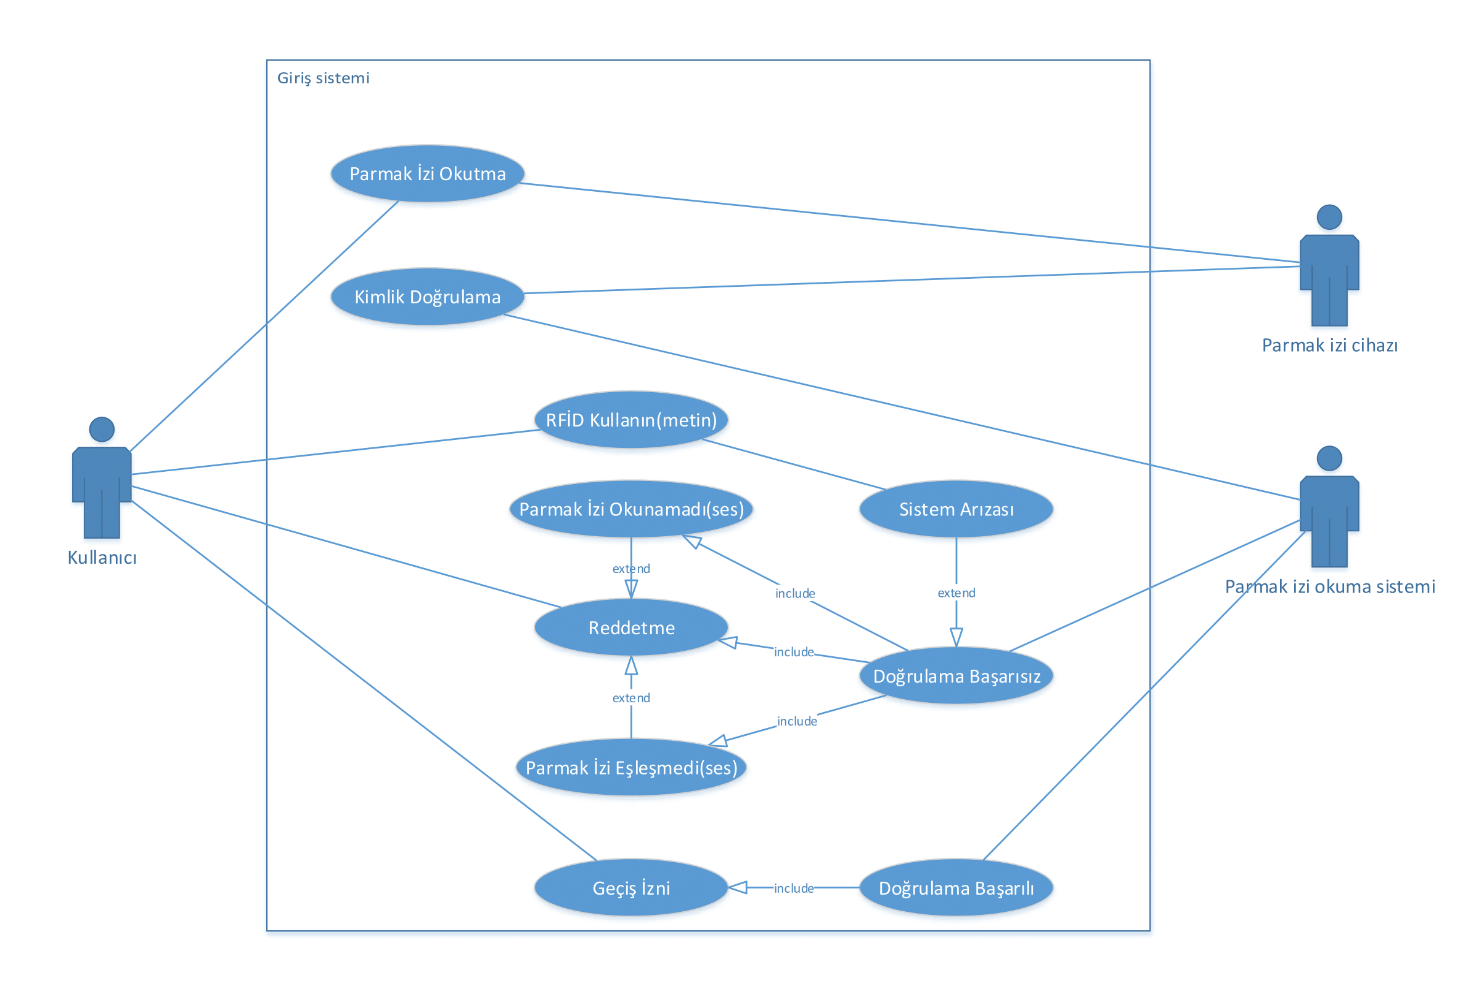 Giriş sistemi
Parmak İzi Okutma
Kimlik Doğrulama
Parmak izi cihazı
RFİD Kullanın(metin)
Parmak İzi Okunamadı(ses)
Sistem Arızası
Kullanıcı
extend
Parmak izi okuma sistemi
include
extend
Reddetme
include
Doğrulama Başarısız
extend
include
Parmak İzi Eşleşmedi(ses)
Geçiş İzni
include
Doğrulama Başarılı